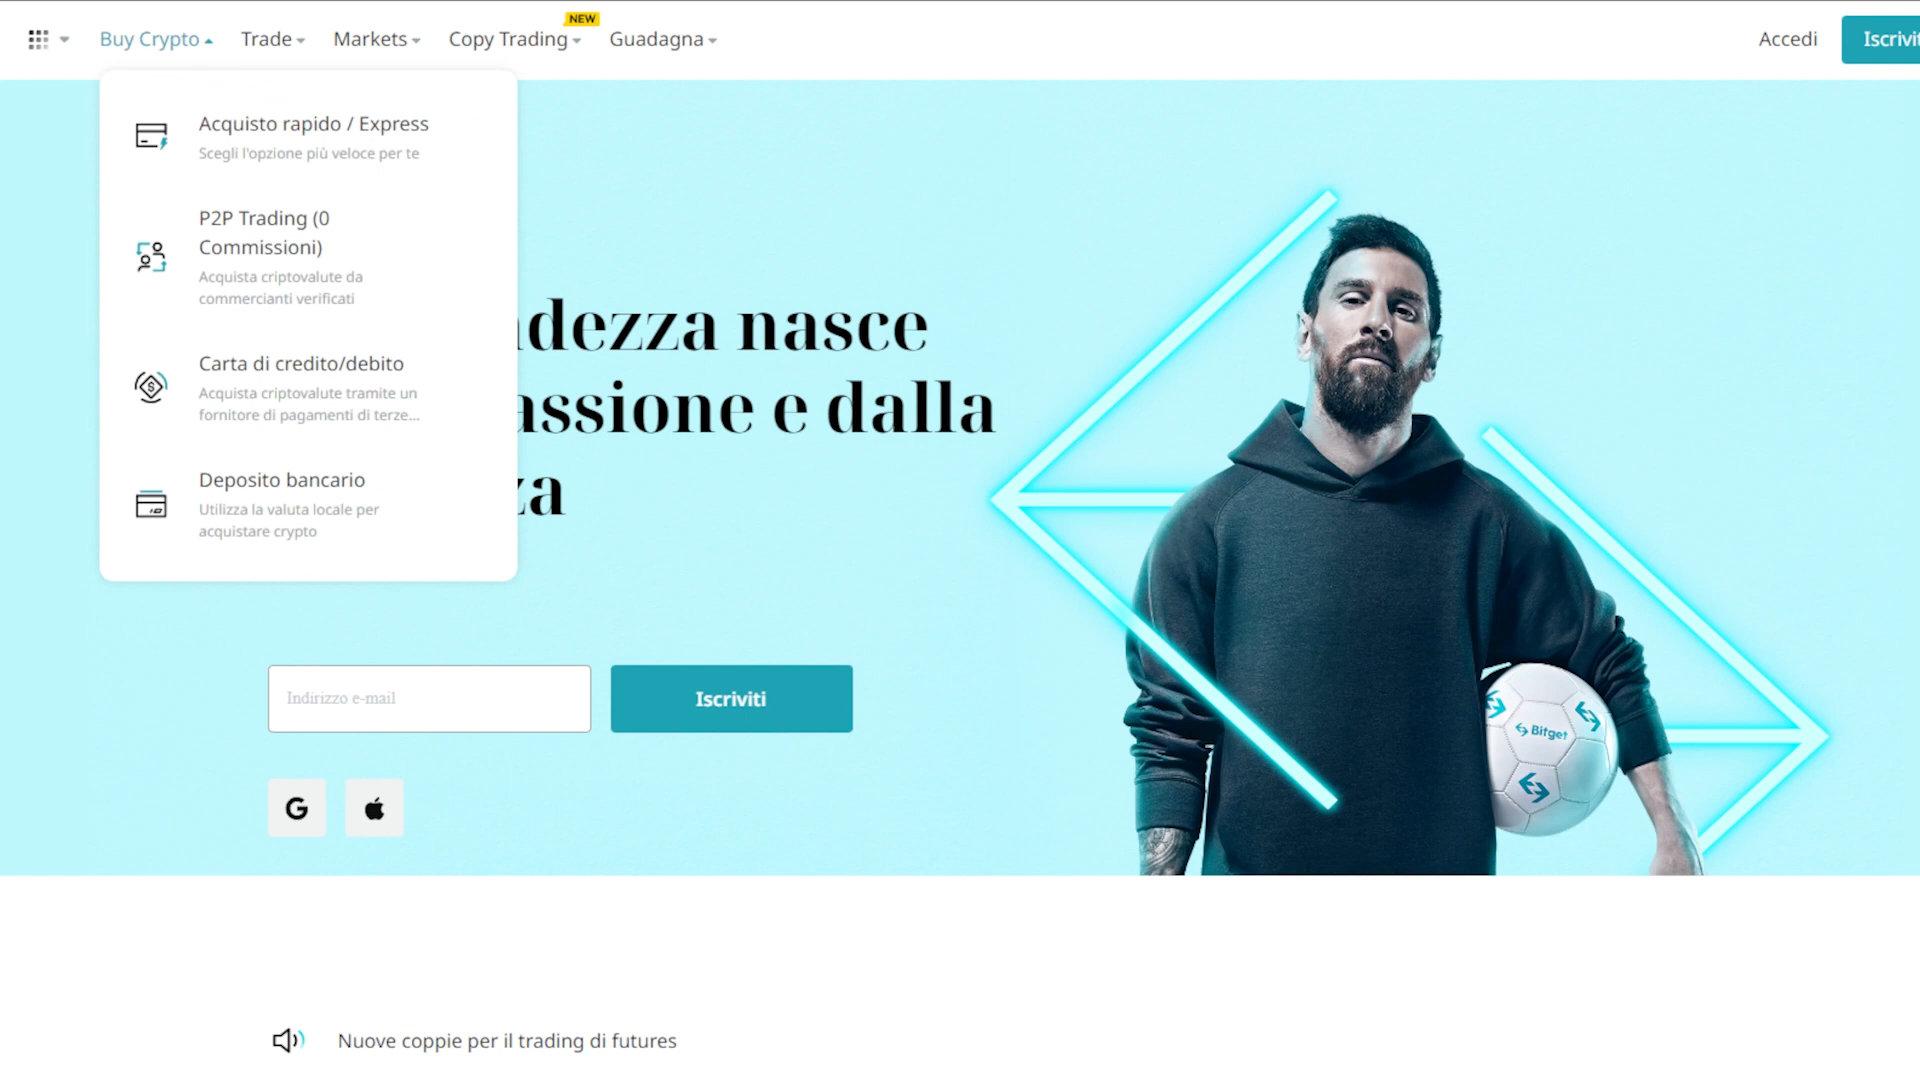 Buy Crypto
Trade
Markets
Copy Trading
NEW
Guadagna
Accedi
Acquisto rapido / Express
Scegli l'opzione più veloce per te
P2P Trading (0
Commissioni)
Acquista criptovalute da
commercianti verificati
Carta di credito/debito
Acquista criptovalute tramite un
fornitore di pagamenti di terze...
Deposito bancario
Utilizza la valuta locale per
acquistare crypto
dezza nasce
assione e dalla
za
Indirizzo e-mail
Iscriviti
Bitget
Nuove coppie per il trading di futures